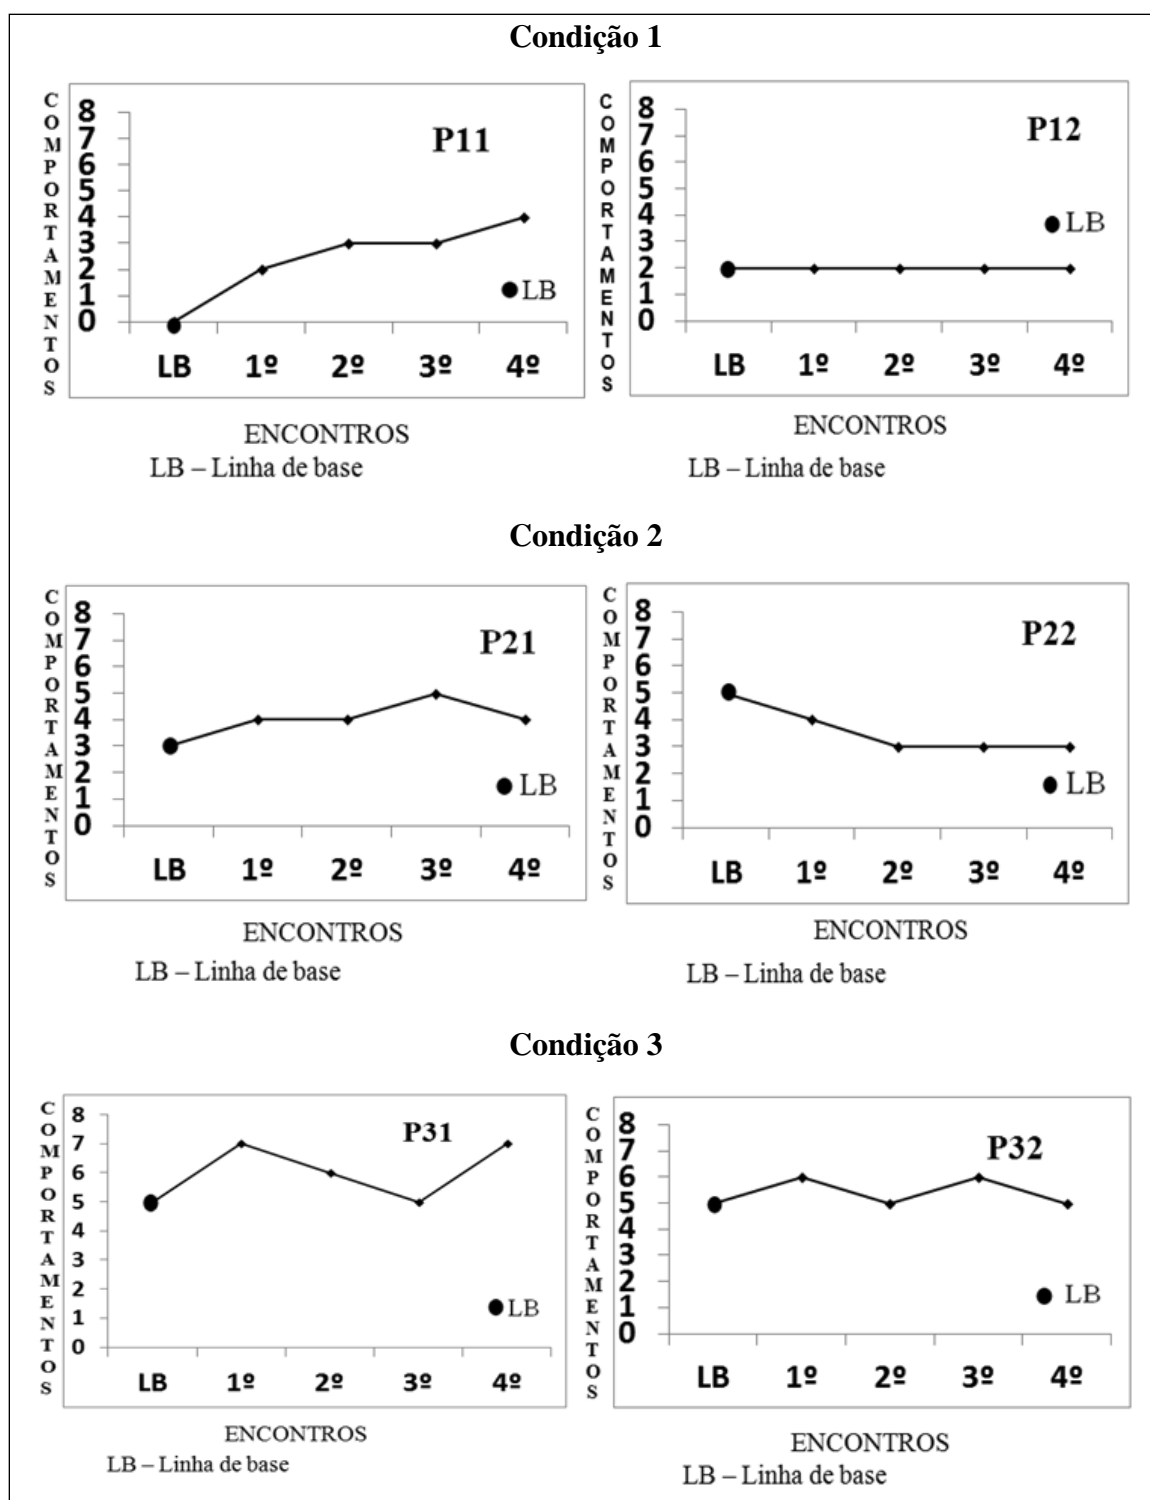 Condição 1
COMPORTAMENTOS
8
7
6
5
4
3
2
1
0
P11
LB
LB 1º 2º 3º 4º
ENCONTROS
LB – Linha de base
COMPORTAMENTOS
8
7
6
5
4
3
2
1
0
P12
LB
LB 1º 2º 3º 4º
ENCONTROS
LB – Linha de base
Condição 2
COMPORTAMENTOS
8
7
6
5
4
3
2
1
0
P21
LB
LB 1º 2º 3º 4º
ENCONTROS
LB – Linha de base
COMPORTAMENTOS
8
7
6
5
4
3
2
1
0
P22
LB
LB 1º 2º 3º 4º
ENCONTROS
LB – Linha de base
Condição 3
COMPORTAMENTOS
8
7
6
5
4
3
2
1
0
P31
LB
LB 1º 2º 3º 4º
ENCONTROS
LB – Linha de base
COMPORTAMENTOS
8
7
6
5
4
3
2
1
0
P32
LB
LB 1º 2º 3º 4º
ENCONTROS
LB – Linha de base